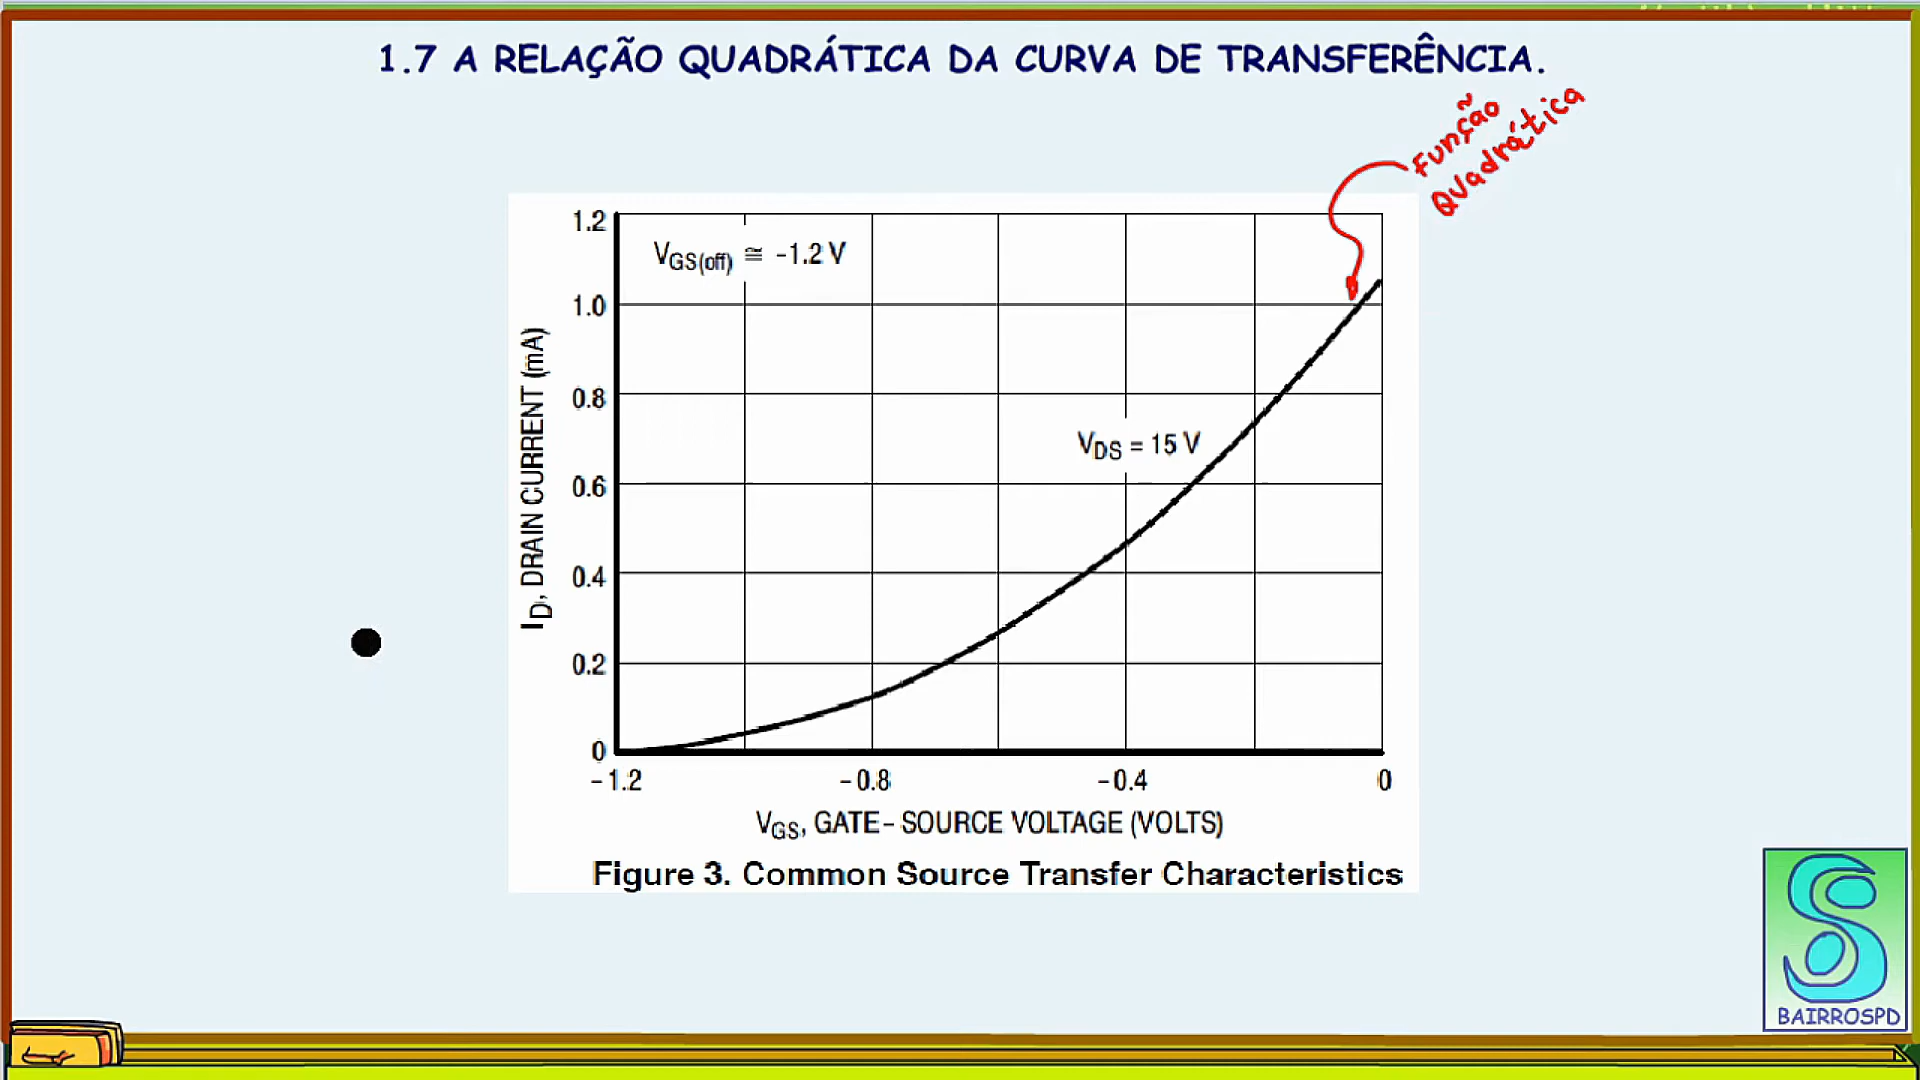 1.7 A RELAÇÃO QUADRÁTICA DA CURVA DE TRANSFERÊNCIA.
Função
Quadrática
VGS(off) ≅ -1.2 V
VDS = 15 V
ID, DRAIN CURRENT (mA)
1.2
1.0
0.8
0.6
0.4
0.2
0
-1.2 -0.8 -0.4 0
VGS, GATE-SOURCE VOLTAGE (VOLTS)
Figure 3. Common Source Transfer Characteristics
BAIRROSPD